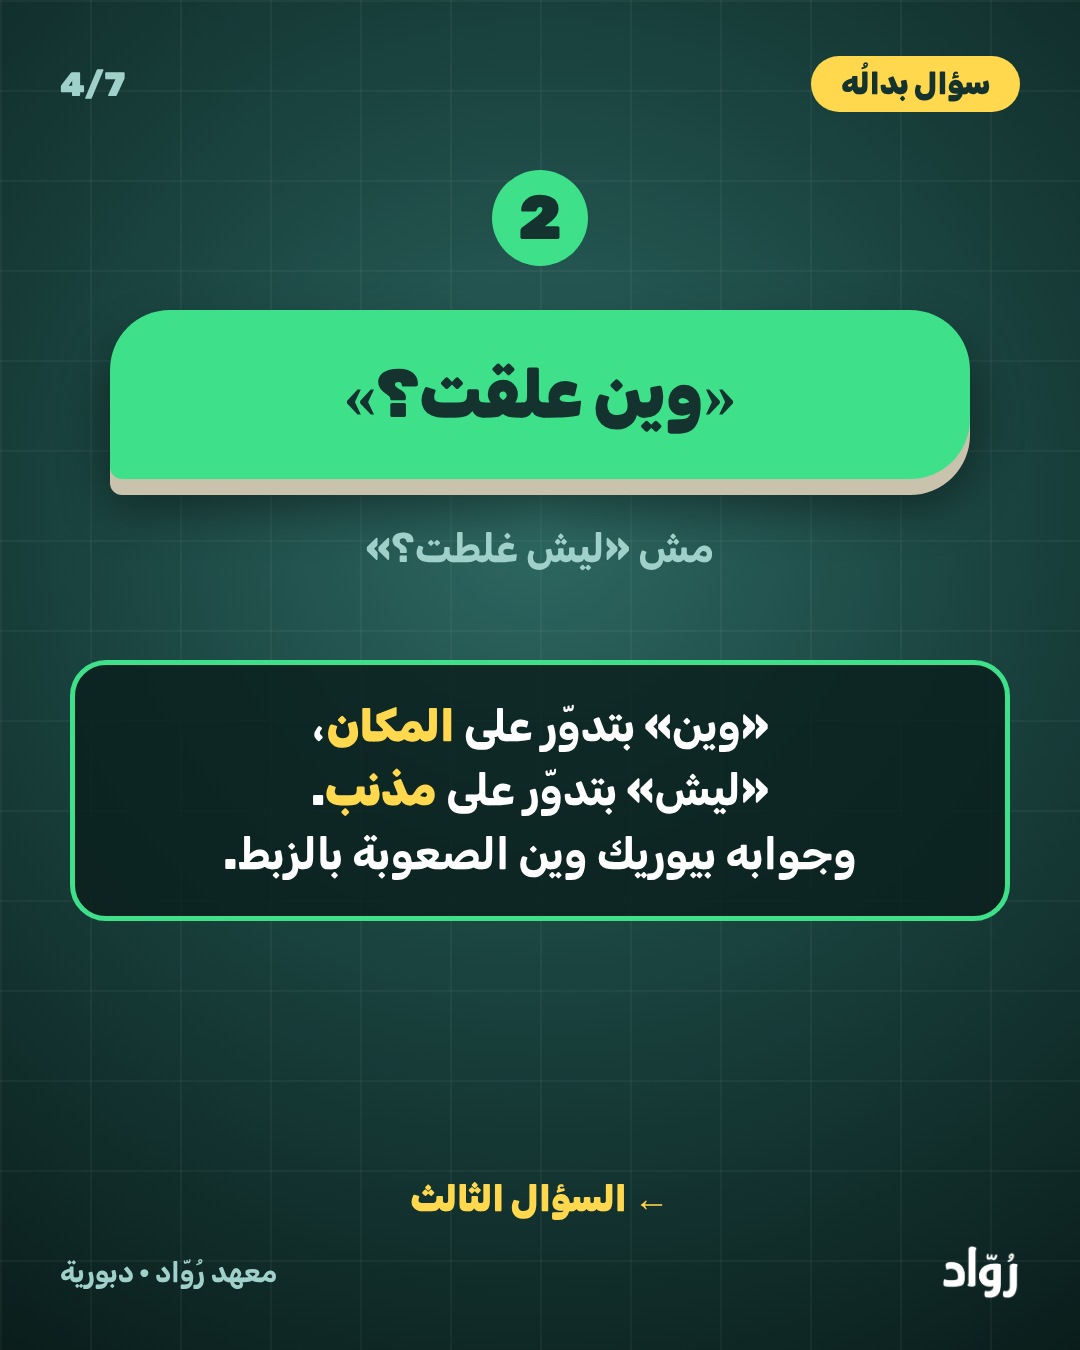 سؤال بدالُه
4/7
2
«وين علقت؟»
مش «ليش غلطت؟»
«وين» بتدوّر على المكان،
«ليش» بتدوّر على مذنب.
وجوابه بيوريك وين الصعوبة بالزبط.
← السؤال الثالث
رُوّاد
معهد رُوّاد • دبورية